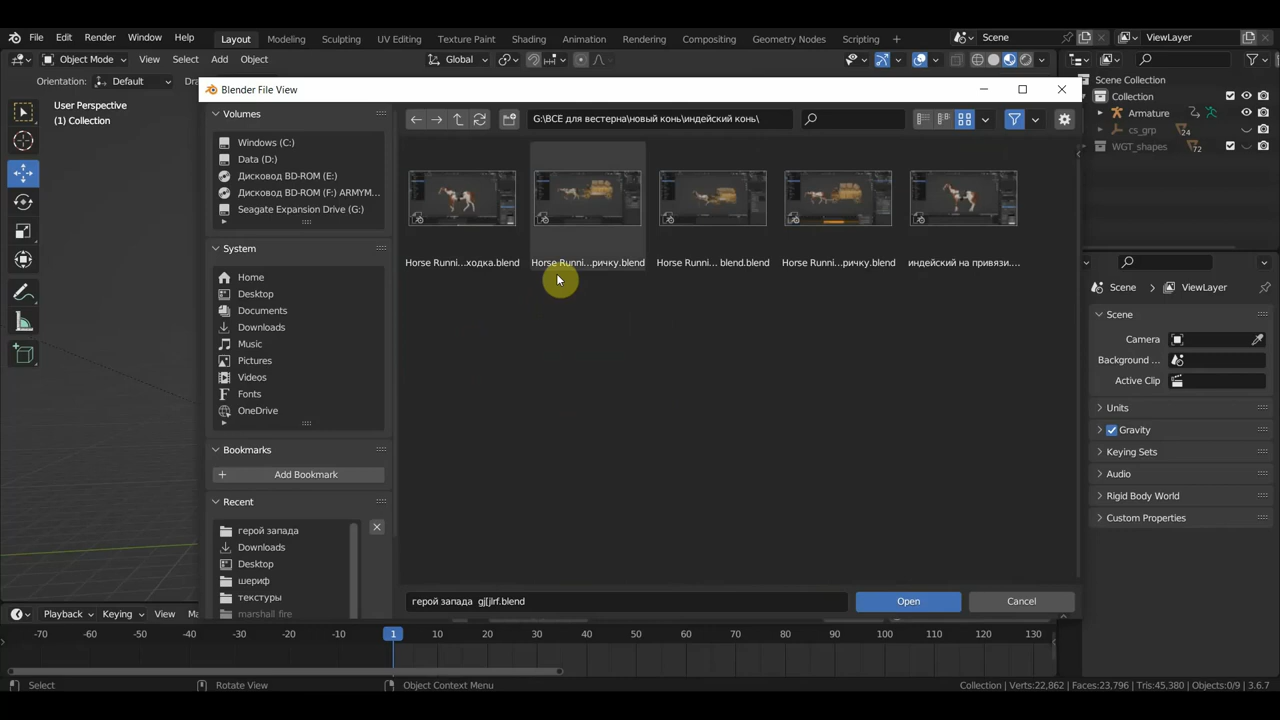 File Edit Render Window Help Layout Modeling Sculpting UV Editing Texture Paint Shading Animation Rendering Compositing Geometry Nodes Scripting + Scene ViewLayer
Object Mode View Select Add Object Global
Orientation: Default
User Perspective
(1) Collection
Blender File View
Volumes
Windows (C:)
Data (D:)
Дисковод BD-ROM (E:)
Дисковод BD-ROM (F:) ARMYM...
Seagate Expansion Drive (G:)
System
Home
Desktop
Documents
Downloads
Music
Pictures
Videos
Fonts
OneDrive
Bookmarks
Add Bookmark
Recent
герой запада
Downloads
Desktop
шериф
текстуры
marshall fire
G:\ВСЕ для вестерна\новый конь\индейский конь\
Horse Runni...ходка.blend
Horse Runni...ричку.blend
Horse Runni... blend.blend
Horse Runni...ричку.blend
индейский на привязи....
герой запада gj[jlrf.blend
Open
Cancel
Scene Collection
Collection
Armature
cs_grp 24
WGT_shapes 72
Scene ViewLayer
Scene
Camera
Background ...
Active Clip
Units
Gravity
Keying Sets
Audio
Rigid Body World
Custom Properties
Playback Keying View
-70 -60 -50 -40 -30 -20 -10 1 10 20 30 40 50 60 70 80 90 100 110 120 130
Select Rotate View Object Context Menu Collection | Verts:22,862 | Faces:23,796 | Tris:45,380 | Objects:0/9 | 3.6.7